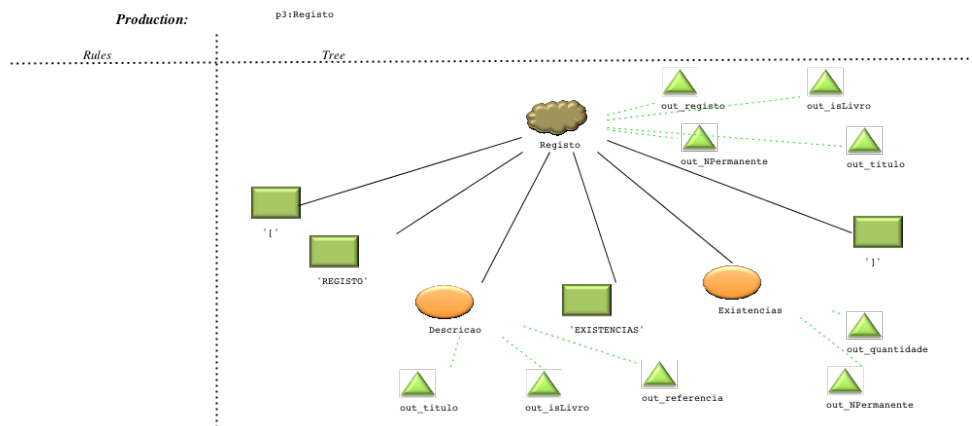 Production: p3:Registo
Rules Tree
out_registo out_isLivro
Registo
out_NPermanente out_titulo
'['
'REGISTO'
']'
Descricao 'EXISTENCIAS' Existencias
out_quantidade
out_titulo out_isLivro out_referencia out_NPermanente